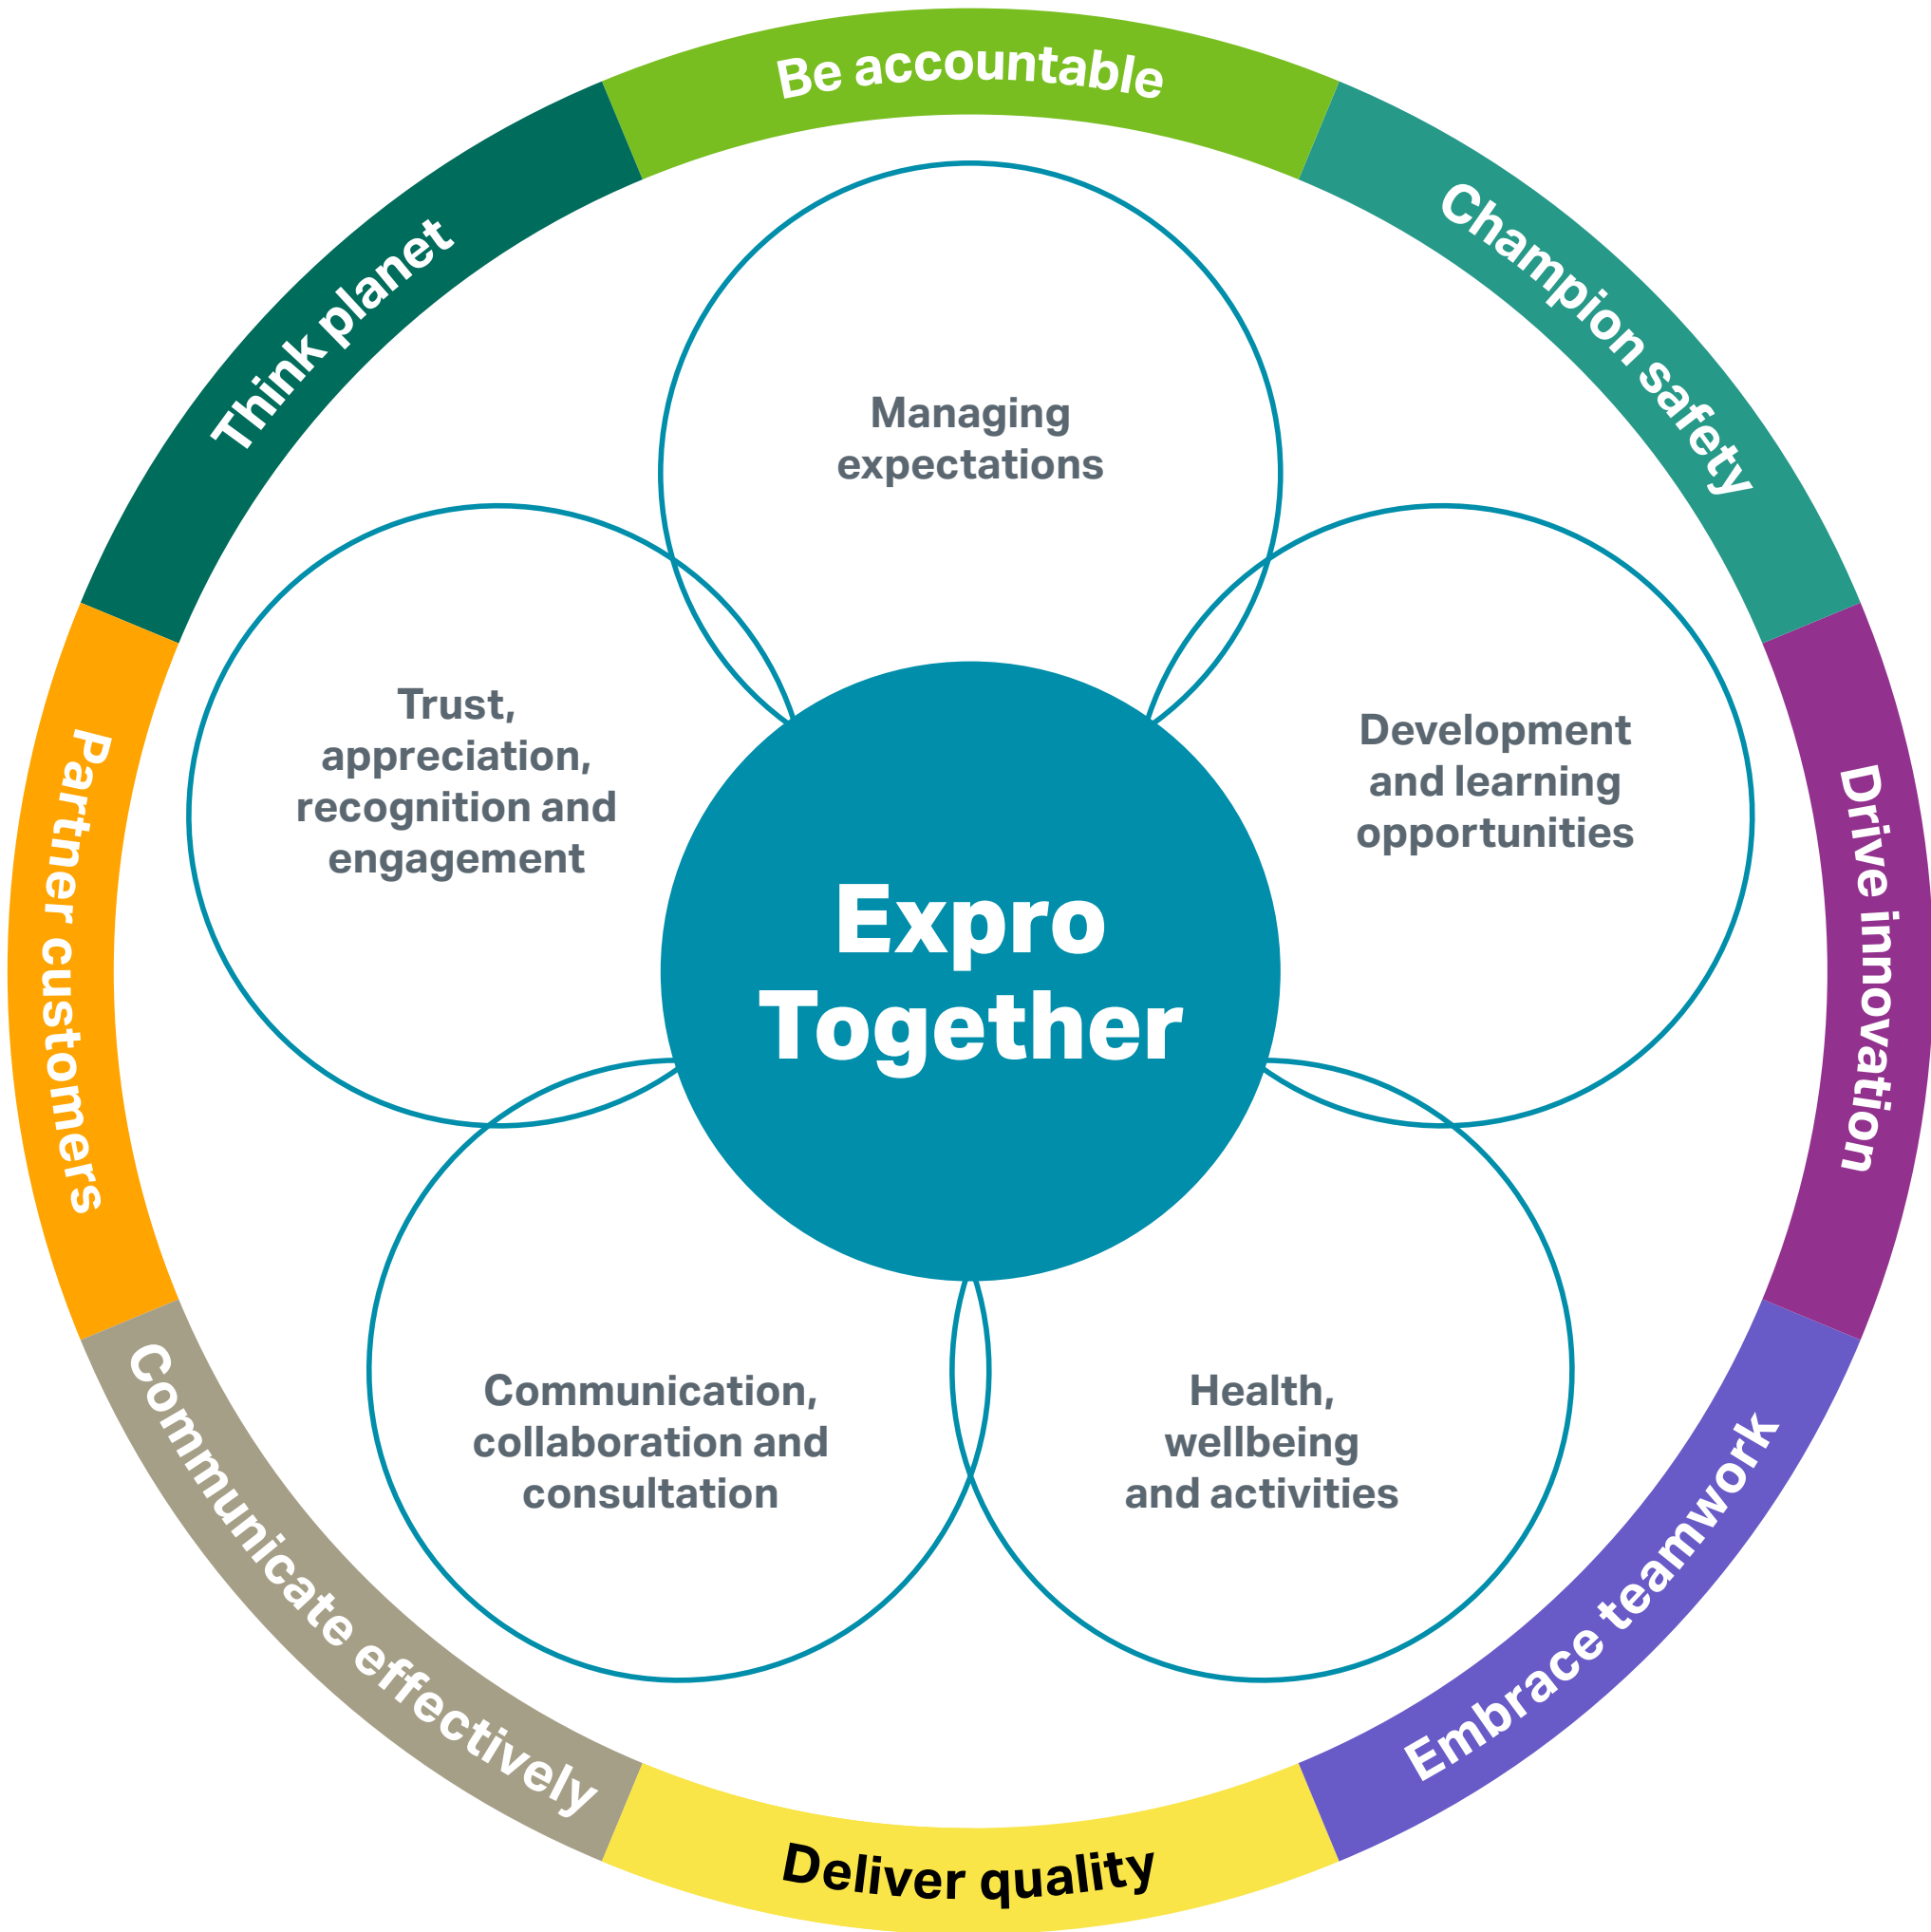 Be accountable
Champion safety
Drive innovation
Embrace teamwork
Deliver quality
Communicate effectively
Partner customers
Think planet
Managing
expectations
Development
and learning
opportunities
Health,
wellbeing
and activities
Communication,
collaboration and
consultation
Trust,
appreciation,
recognition and
engagement
Expro
Together